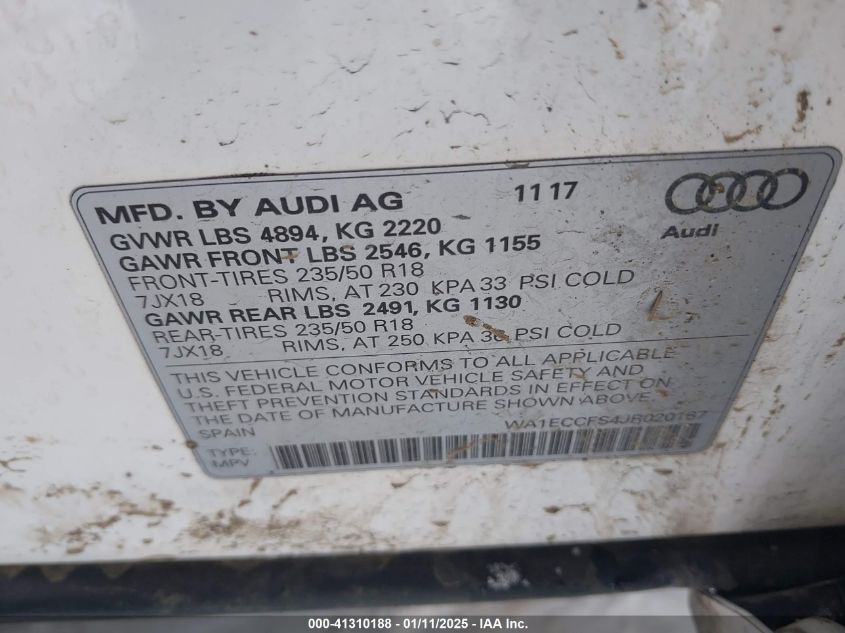 MFD. BY AUDI AG 11 17
Audi
GVWR LBS 4894, KG 2220
GAWR FRONT LBS 2546, KG 1155
FRONT-TIRES 235/50 R18
7JX18 RIMS, AT 230 KPA 33 PSI COLD
GAWR REAR LBS 2491, KG 1130
REAR-TIRES 235/50 R18
7JX18 RIMS, AT 250 KPA 36 PSI COLD
THIS VEHICLE CONFORMS TO ALL APPLICABLE
U.S. FEDERAL MOTOR VEHICLE SAFETY AND
THEFT PREVENTION STANDARDS IN EFFECT ON
THE DATE OF MANUFACTURE SHOWN ABOVE.
SPAIN WA1ECCFS4JR020187
TYPE:
MPV
000-41310188 - 01/11/2025 - © IAA Inc.